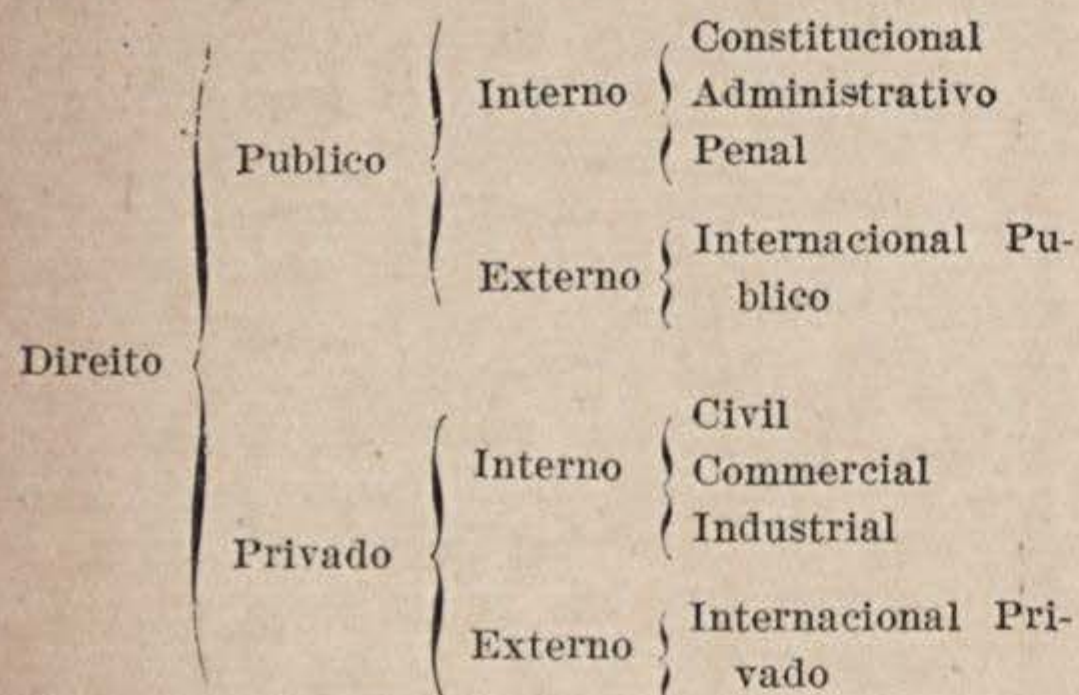 Direito
Publico
Interno
Constitucional
Administrativo
Penal
Externo
Internacional Pu-
blico
Privado
Interno
Civil
Commercial
Industrial
Externo
Internacional Pri-
vado